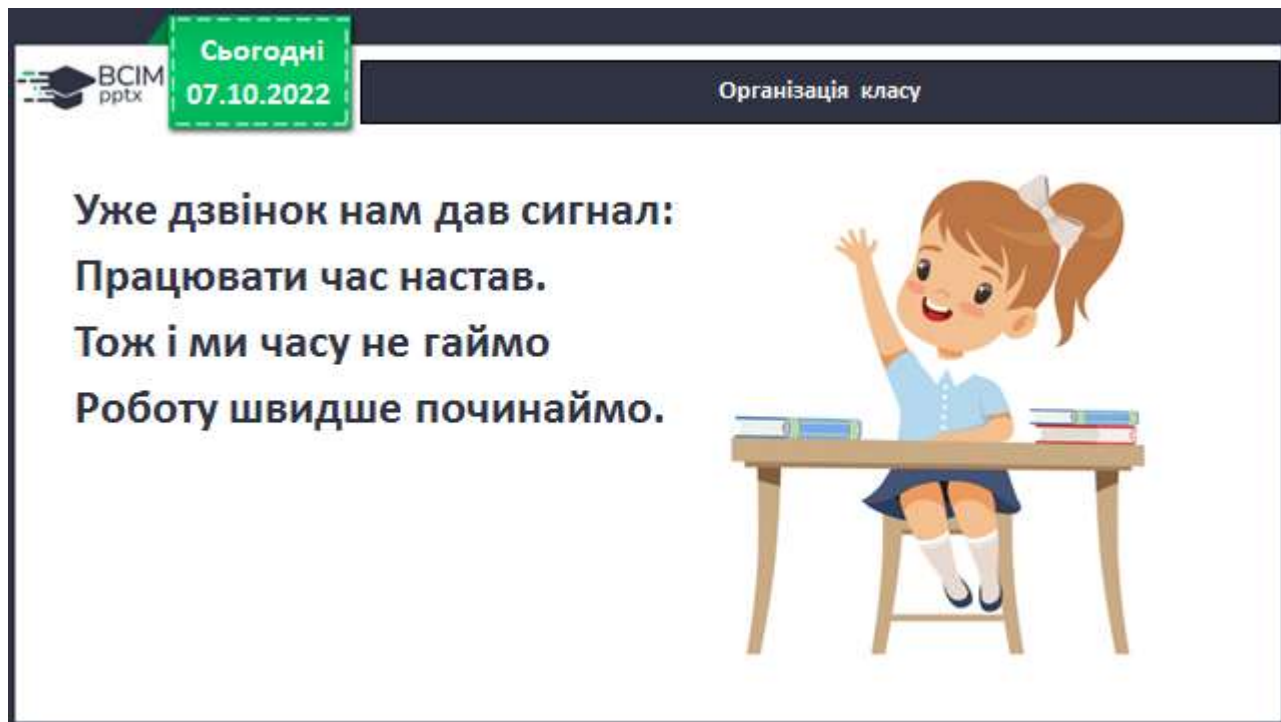 Сьогодні
07.10.2022
BCIM
pptx
Організація класу
Уже дзвінок нам дав сигнал:
Працювати час настав.
Тож і ми часу не гаймо
Роботу швидше починаймо.